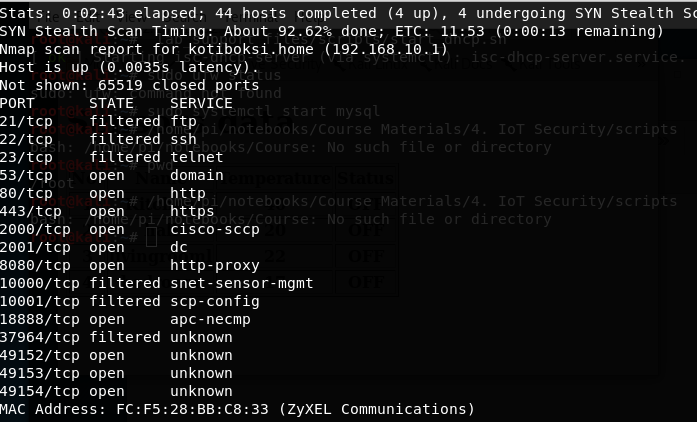 Stats: 0:02:43 elapsed; 44 hosts completed (4 up), 4 undergoing SYN Stealth Sc
SYN Stealth Scan Timing: About 92.62% done; ETC: 11:53 (0:00:13 remaining)
Nmap scan report for kotiboksi.home (192.168.10.1)
Host is up (0.0035s latency).
Not shown: 65519 closed ports
PORT STATE SERVICE
21/tcp filtered ftp
22/tcp filtered ssh
23/tcp filtered telnet
53/tcp open domain
80/tcp open http
443/tcp open https
2000/tcp open cisco-sccp
2001/tcp open dc
8080/tcp open http-proxy
10000/tcp filtered snet-sensor-mgmt
10001/tcp filtered scp-config
18888/tcp open apc-necmp
37964/tcp filtered unknown
49152/tcp open unknown
49153/tcp open unknown
49154/tcp open unknown
MAC Address: FC:F5:28:BB:C8:33 (ZyXEL Communications)